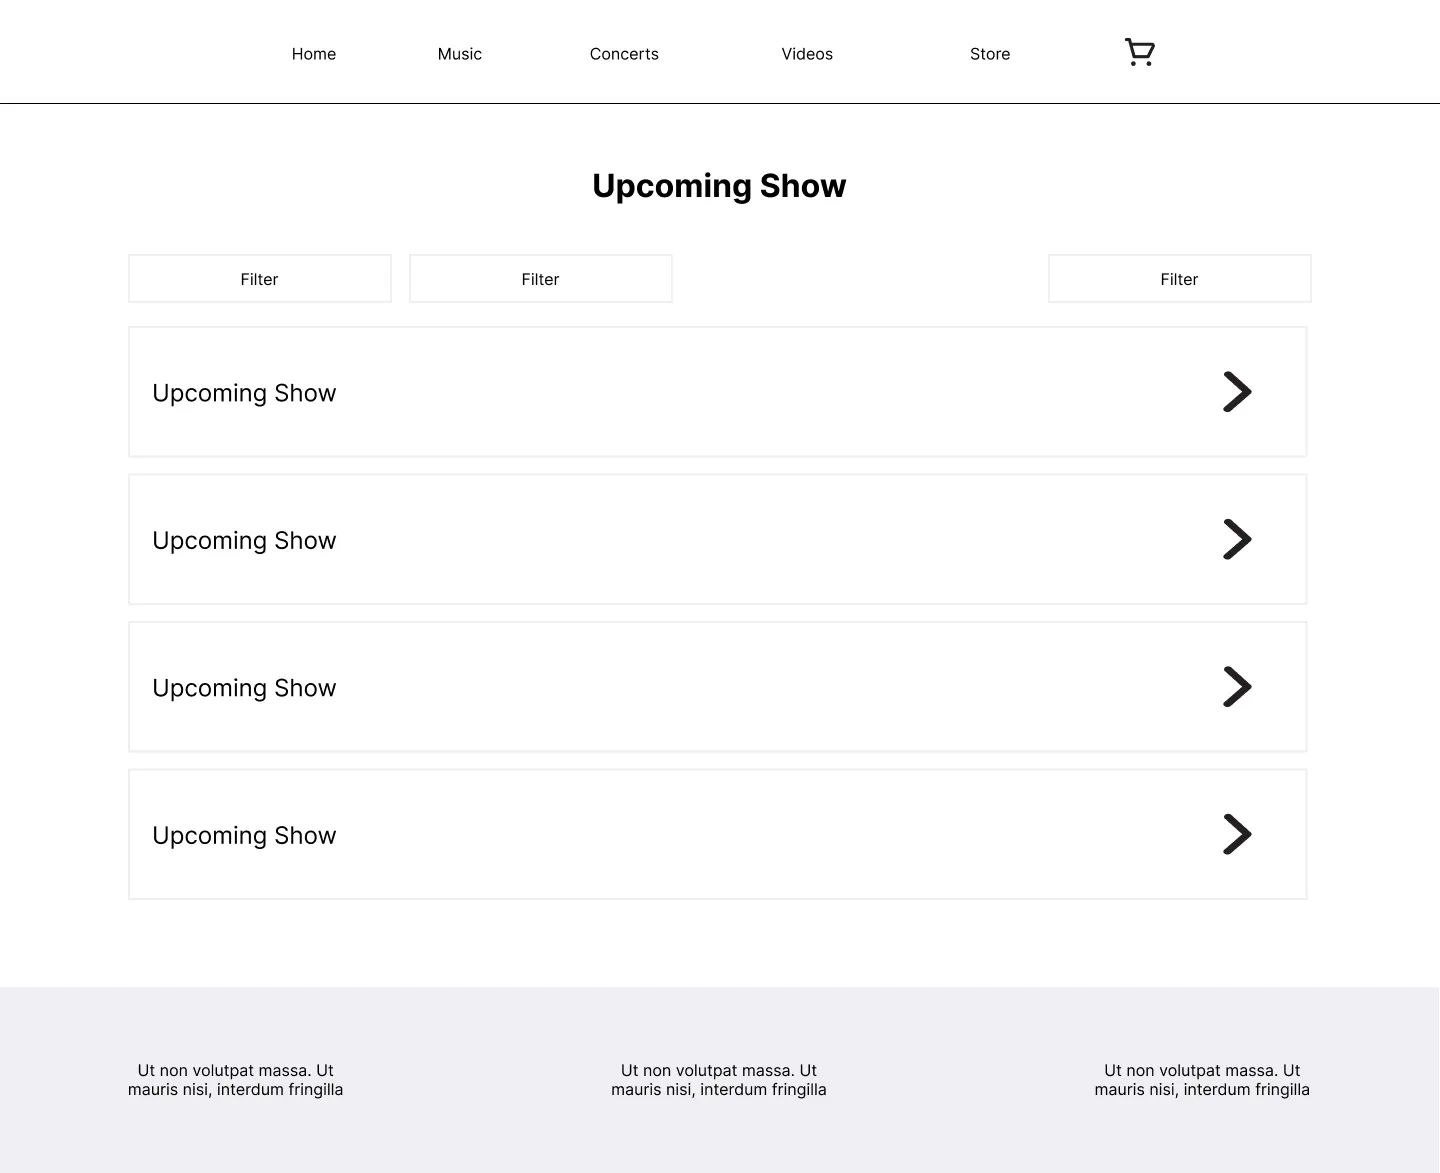 Home Music Concerts Videos Store
Upcoming Show
Filter Filter Filter
Upcoming Show
Upcoming Show
Upcoming Show
Upcoming Show
Ut non volutpat massa. Ut
mauris nisi, interdum fringilla
Ut non volutpat massa. Ut
mauris nisi, interdum fringilla
Ut non volutpat massa. Ut
mauris nisi, interdum fringilla